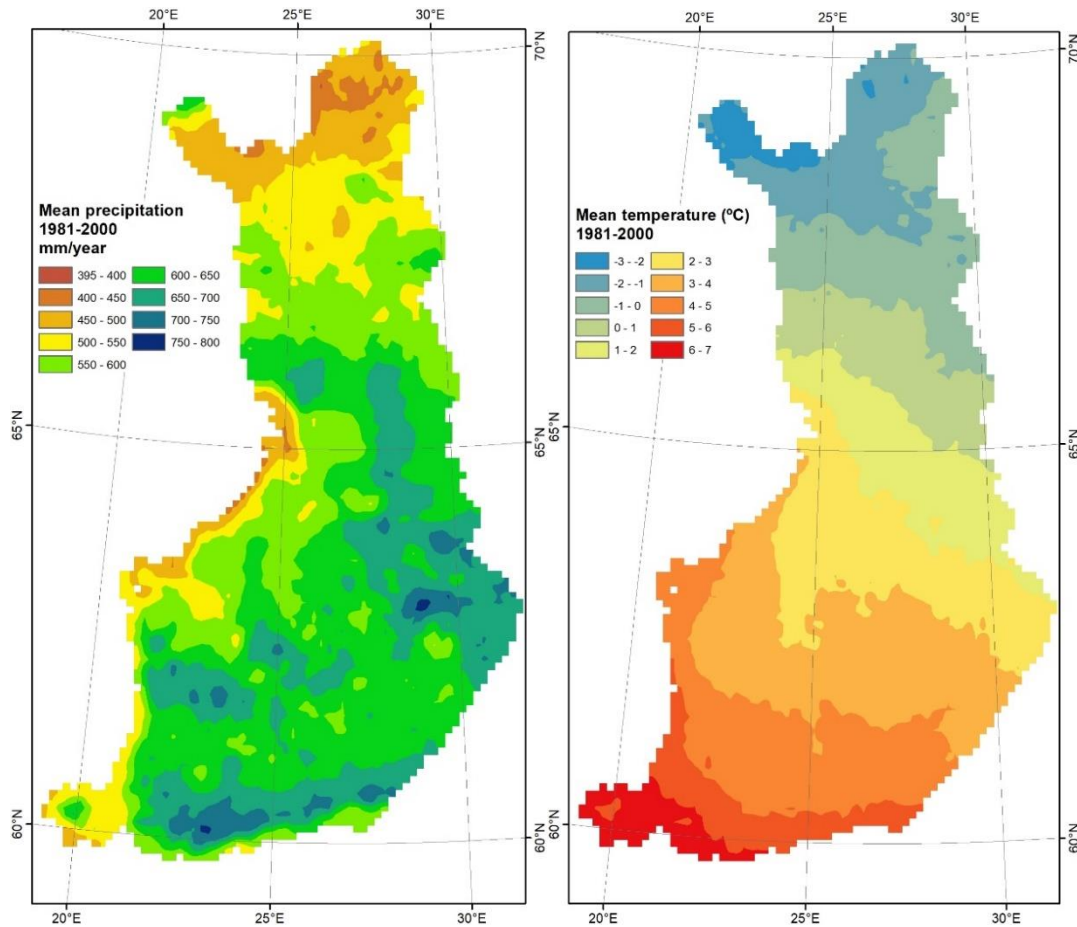 20°E 25°E 30°E
70°N
65°N
65°N
60°N
60°N
Mean precipitation
1981-2000
mm/year
395 - 400 600 - 650
400 - 450 650 - 700
450 - 500 700 - 750
500 - 550 750 - 800
550 - 600
20°E 25°E 30°E
20°E 25°E 30°E
70°N
65°N
65°N
60°N
60°N
Mean temperature (ºC)
1981-2000
-3 - -2 2 - 3
-2 - -1 3 - 4
-1 - 0 4 - 5
0 - 1 5 - 6
1 - 2 6 - 7
20°E 25°E 30°E